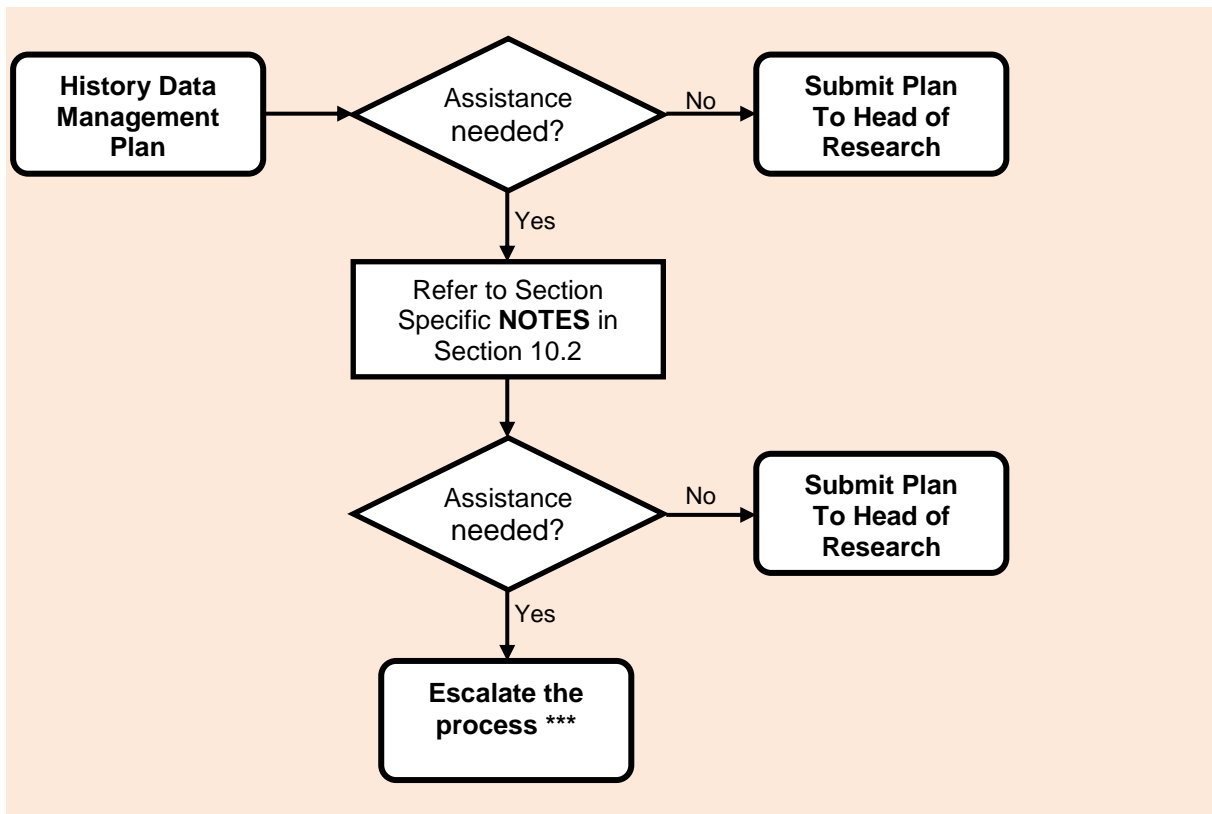 History Data
Management
Plan
Assistance
needed?
No
Submit Plan
To Head of
Research
Yes
Refer to Section
Specific NOTES in
Section 10.2
Assistance
needed?
No
Submit Plan
To Head of
Research
Yes
Escalate the
process ***